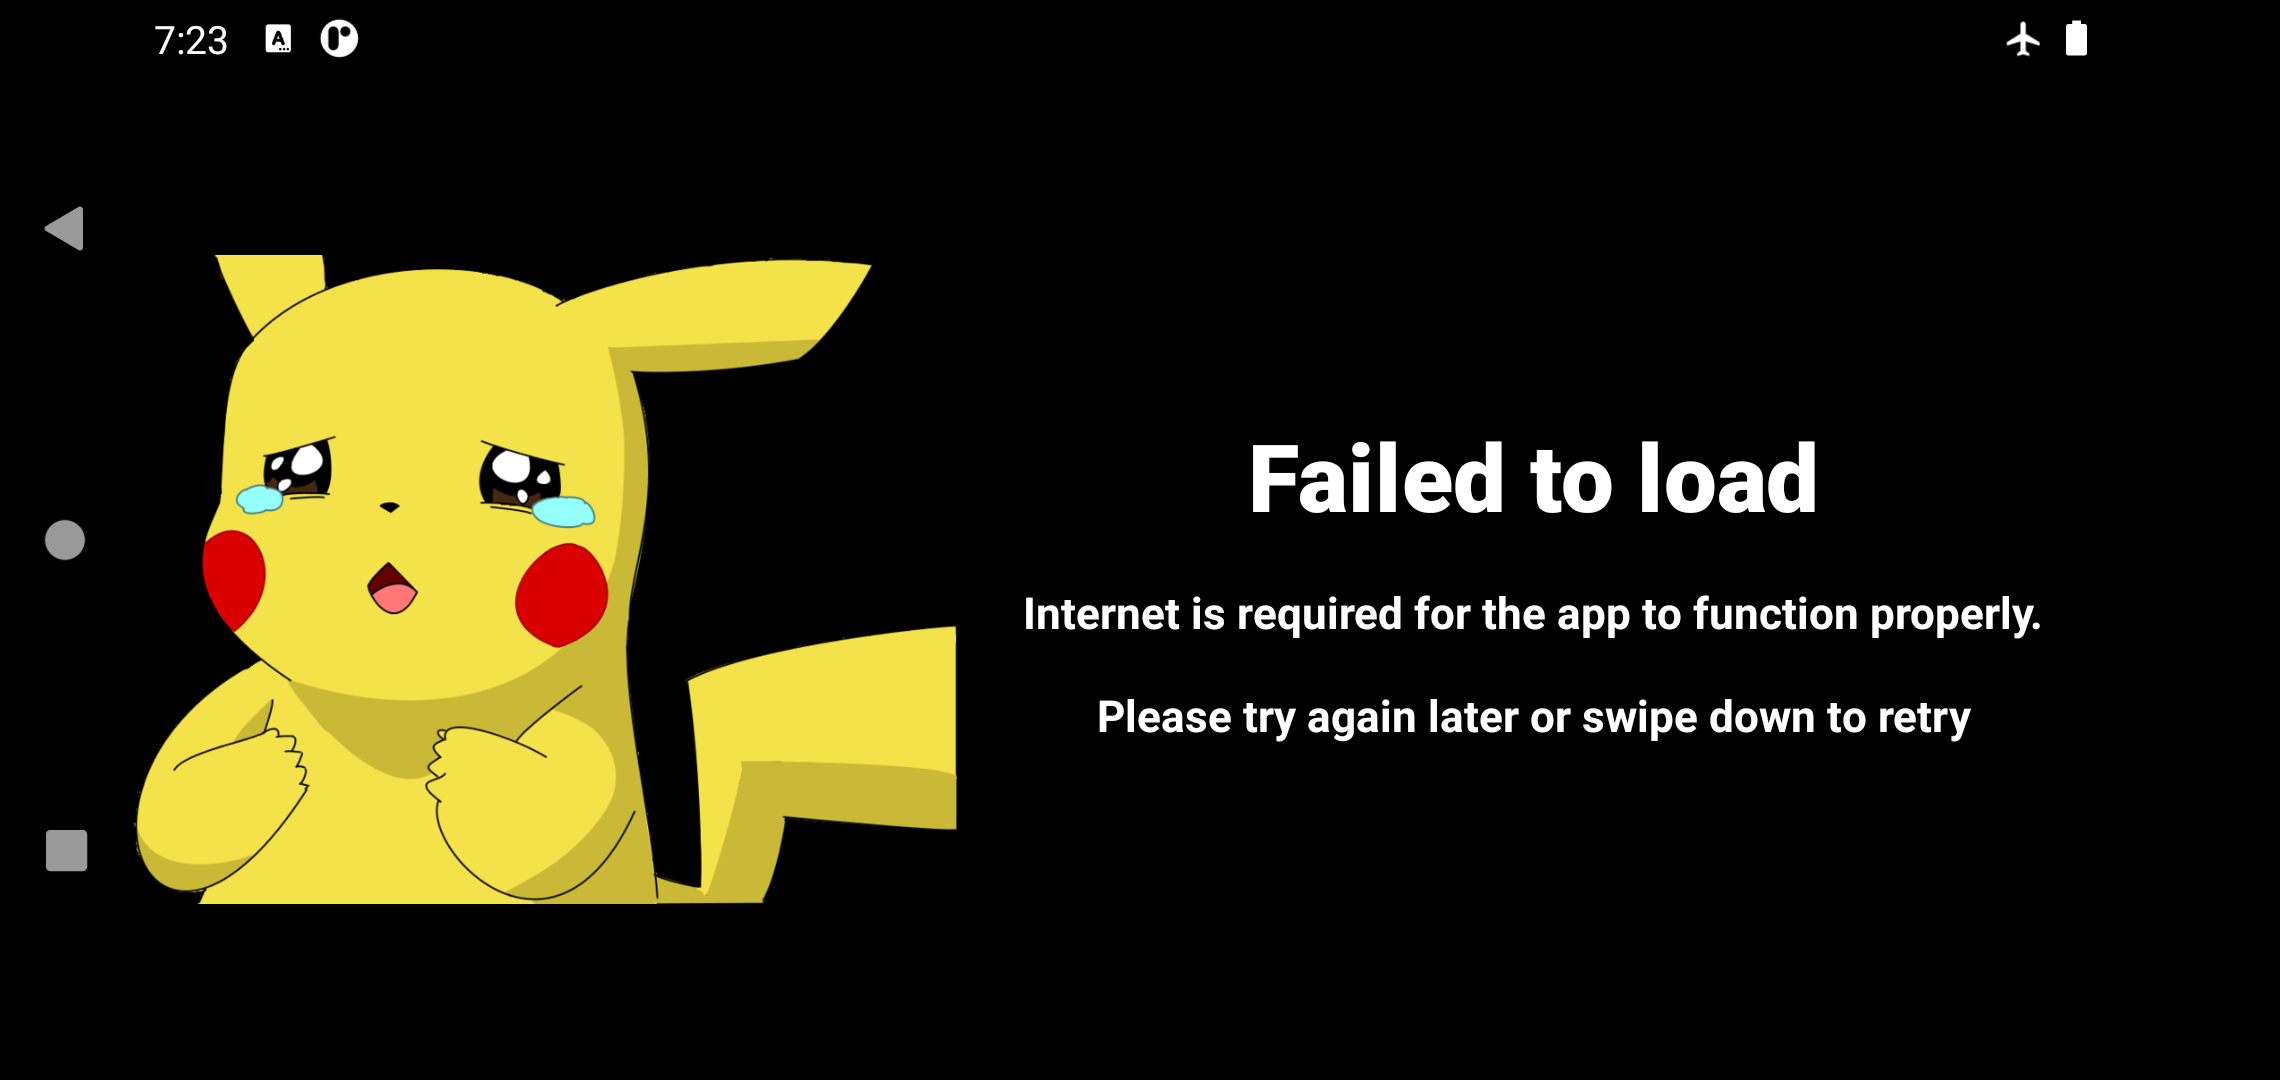 7:23
A
Failed to load
Internet is required for the app to function properly.
Please try again later or swipe down to retry